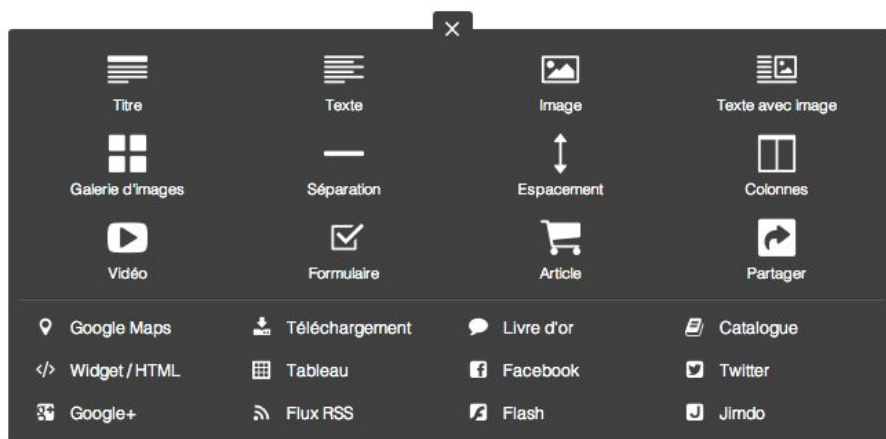 Titre Texte Image Texte avec image
Galerie d'images Séparation Espacement Colonnes
Vidéo Formulaire Article Partager
Google Maps Téléchargement Livre d'or Catalogue
Widget / HTML Tableau Facebook Twitter
Google+ Flux RSS Flash Jimdo